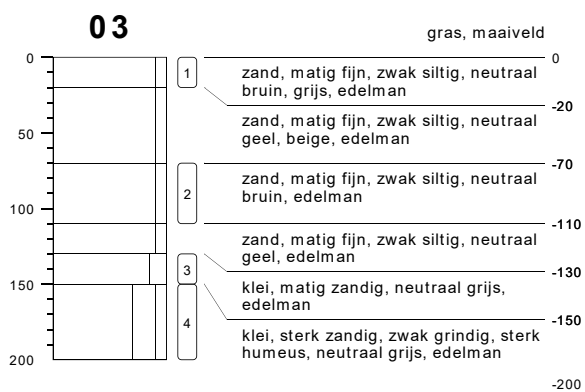 03
gras, maaiveld
0
0
1
zand, matig fijn, zwak siltig, neutraal
bruin, grijs, edelman
-20
50
zand, matig fijn, zwak siltig, neutraal
geel, beige, edelman
-70
2
zand, matig fijn, zwak siltig, neutraal
bruin, edelman
100
-110
zand, matig fijn, zwak siltig, neutraal
geel, edelman
3
-130
150
klei, matig zandig, neutraal grijs,
edelman
-150
4
klei, sterk zandig, zwak grindig, sterk
humeus, neutraal grijs, edelman
200
-200